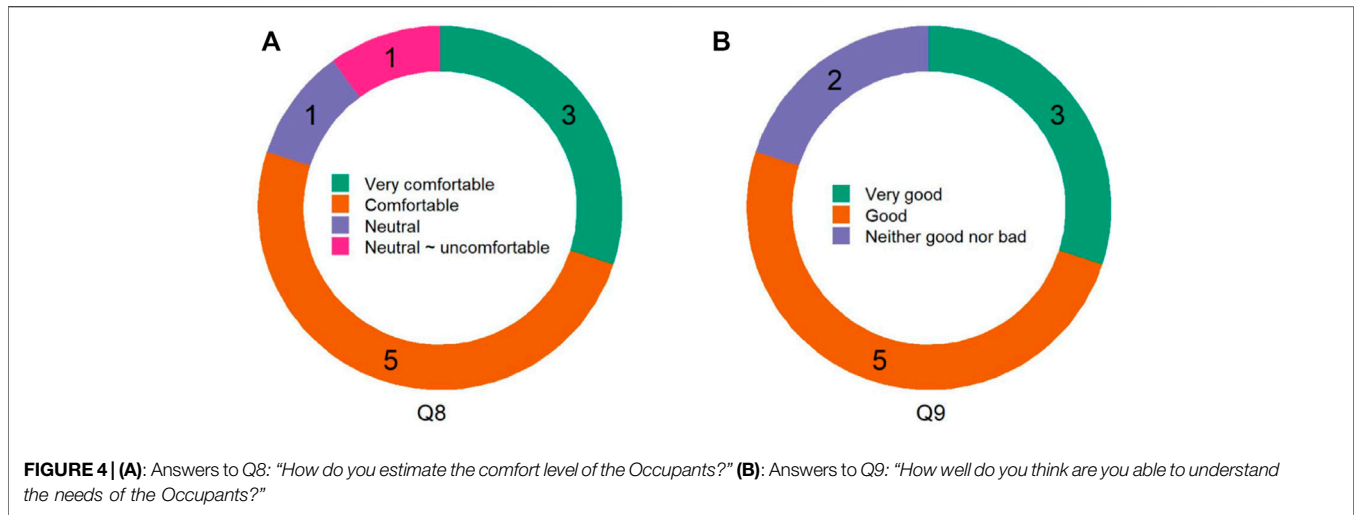 A
1
3
1
Very comfortable
Comfortable
Neutral
Neutral ~ uncomfortable
5
Q8
B
2
3
Very good
Good
Neither good nor bad
5
Q9
FIGURE 4 | (A): Answers to Q8: “How do you estimate the comfort level of the Occupants?” (B): Answers to Q9: “How well do you think are you able to understand
the needs of the Occupants?”